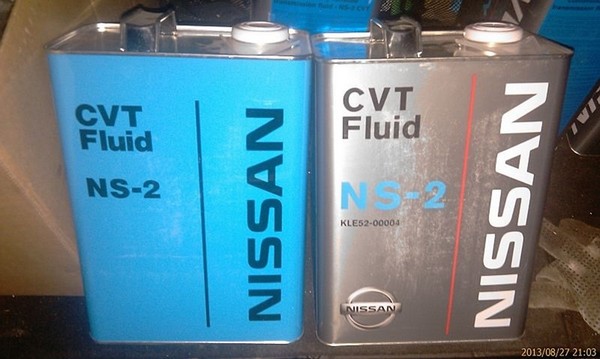 CVT
Fluid
NS-2
NISSAN
CVT
Fluid
NS-2
KLE52-00004
NISSAN
NISSAN
2013/08/27 21:03